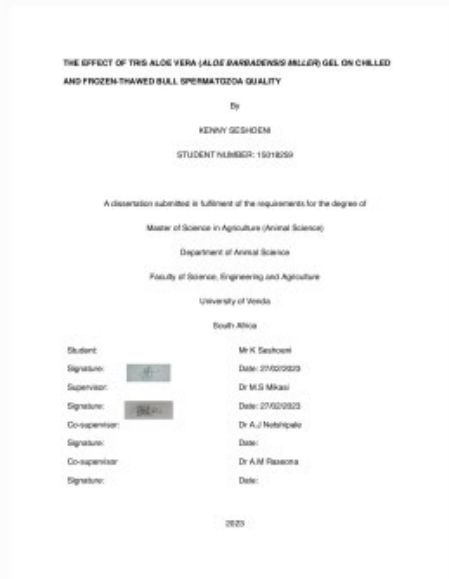 THE EFFECT OF TRIS ALOE VERA (ALOE BARBADENSIS MILLER) GEL ON CHILLED
AND FROZEN-THAWED BULL SPERMATOZOA QUALITY
By
KENNY SESHOENI
STUDENT NUMBER: 15018259
A dissertation submitted in fulfilment of the requirements for the degree of
Master of Science in Agriculture (Animal Science)
Department of Animal Science
Faculty of Science, Engineering and Agriculture
University of Venda
South Africa
Student: Mr K Seshoeni
Signature: Date: 27/02/2023
Supervisor: Dr M.S Mikasi
Signature: Date: 27/02/2023
Co-supervisor: Dr A.J Netshipale
Signature: Date:
Co-supervisor Dr A.M Raseona
Signature: Date:
2023